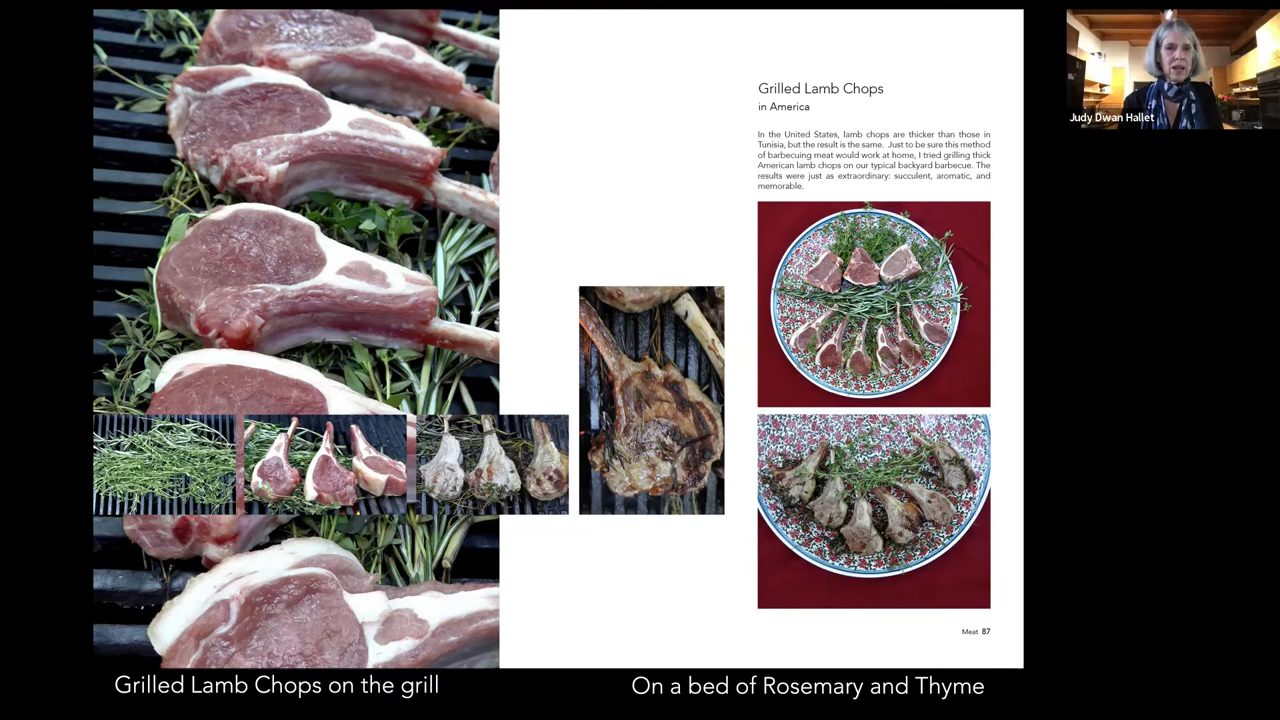 Grilled Lamb Chops
in America
In the United States, lamb chops are thicker than those in
Tunisia, but the result is the same. Just to be sure this method
of barbecuing meat would work at home, I tried grilling thick
American lamb chops on our typical backyard barbecue. The
results were just as extraordinary: succulent, aromatic, and
memorable.
Judy Dwan Hallet
Meat 87
Grilled Lamb Chops on the grill
On a bed of Rosemary and Thyme